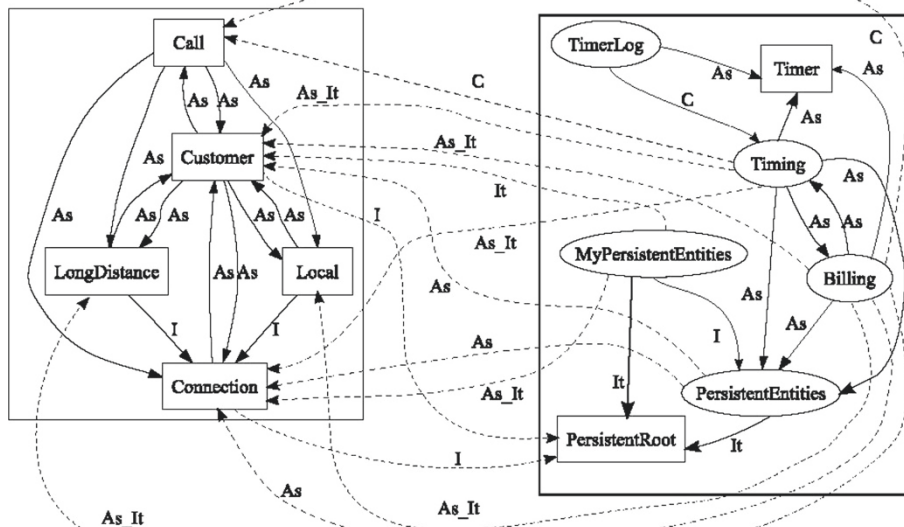 Call
As
As
As
As_It
C
As
Customer
As
As
As
As
As
LongDistance
As
As
Local
I
I
Connection
As_It
It
I
As_It
As
As
As_It
I
As
As_It
As_It
TimerLog
As
Timer
As
C
C
As
Timing
As
As
As
MyPersistentEntities
Billing
As
I
As
It
PersistentEntities
PersistentRoot
It